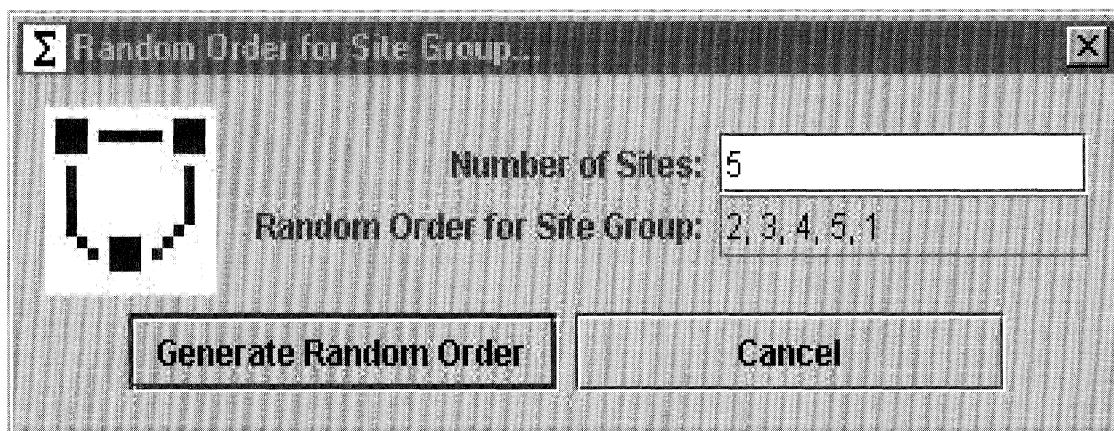 Σ Random Order for Site Group...
Number of Sites: 5
Random Order for Site Group: 2, 3, 4, 5, 1
Generate Random Order Cancel